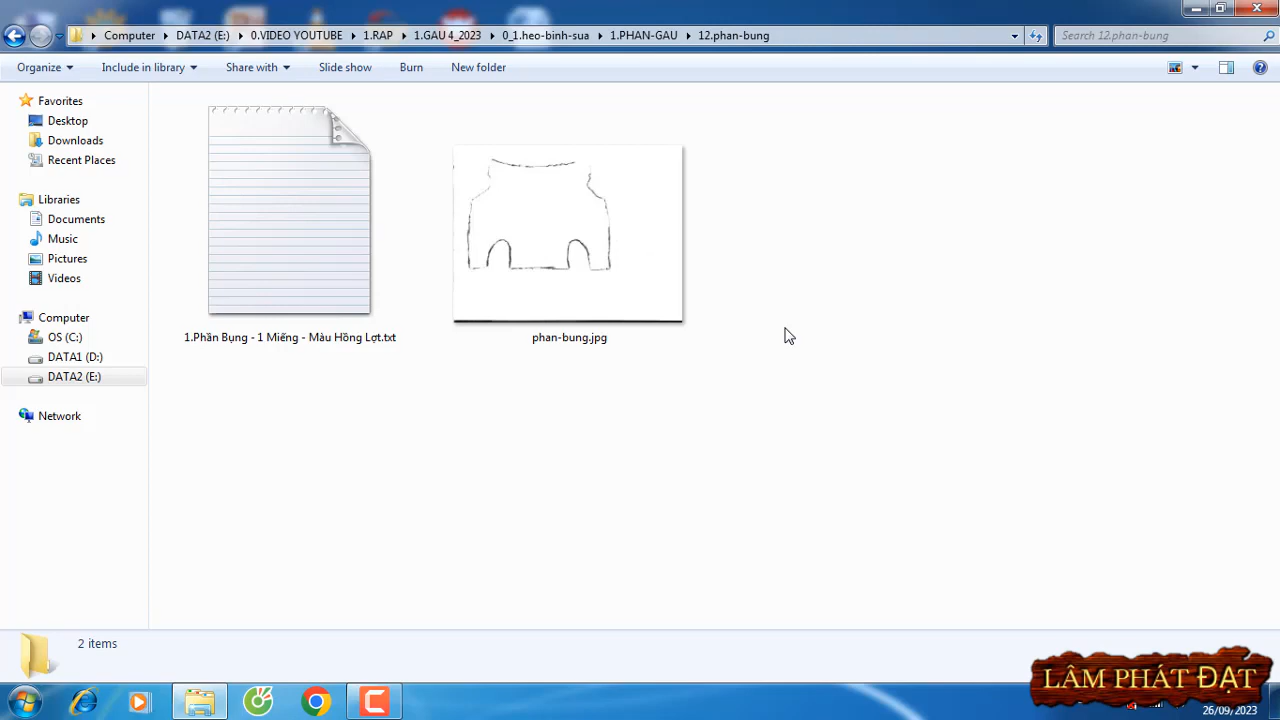 Computer DATA2 (E:) 0.VIDEO YOUTUBE 1.RAP 1.GAU 4_2023 0_1.heo-binh-sua 1.PHAN-GAU 12.phan-bung
Search 12.phan-bung
Organize Include in library Share with Slide show Burn New folder
Favorites
Desktop
Downloads
Recent Places
Libraries
Documents
Music
Pictures
Videos
Computer
OS (C:)
DATA1 (D:)
DATA2 (E:)
Network
1.Phần Bụng - 1 Miếng - Màu Hồng Lợt.txt
phan-bung.jpg
2 items
LÂM PHÁT ĐẠT
26/09/2023